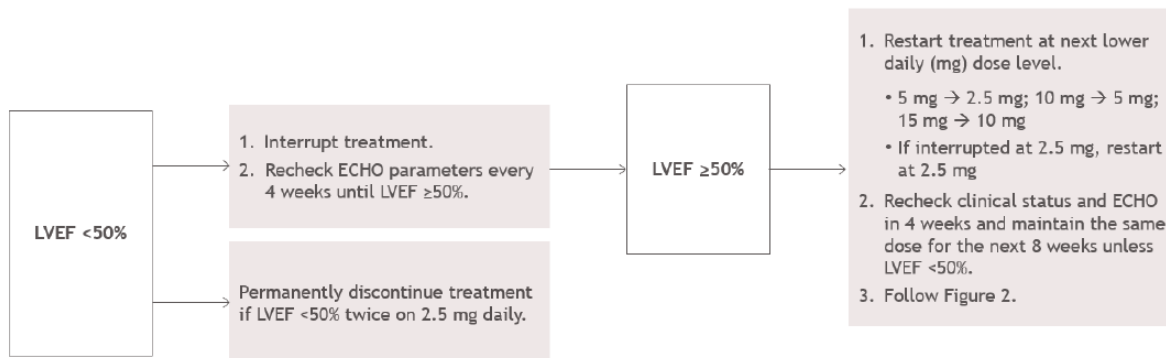 LVEF <50%
1. Interrupt treatment.
2. Recheck ECHO parameters every
4 weeks until LVEF ≥50%.
Permanently discontinue treatment
if LVEF <50% twice on 2.5 mg daily.
LVEF ≥50%
1. Restart treatment at next lower
daily (mg) dose level.
• 5 mg → 2.5 mg; 10 mg → 5 mg;
15 mg → 10 mg
• If interrupted at 2.5 mg, restart
at 2.5 mg
2. Recheck clinical status and ECHO
in 4 weeks and maintain the same
dose for the next 8 weeks unless
LVEF <50%.
3. Follow Figure 2.